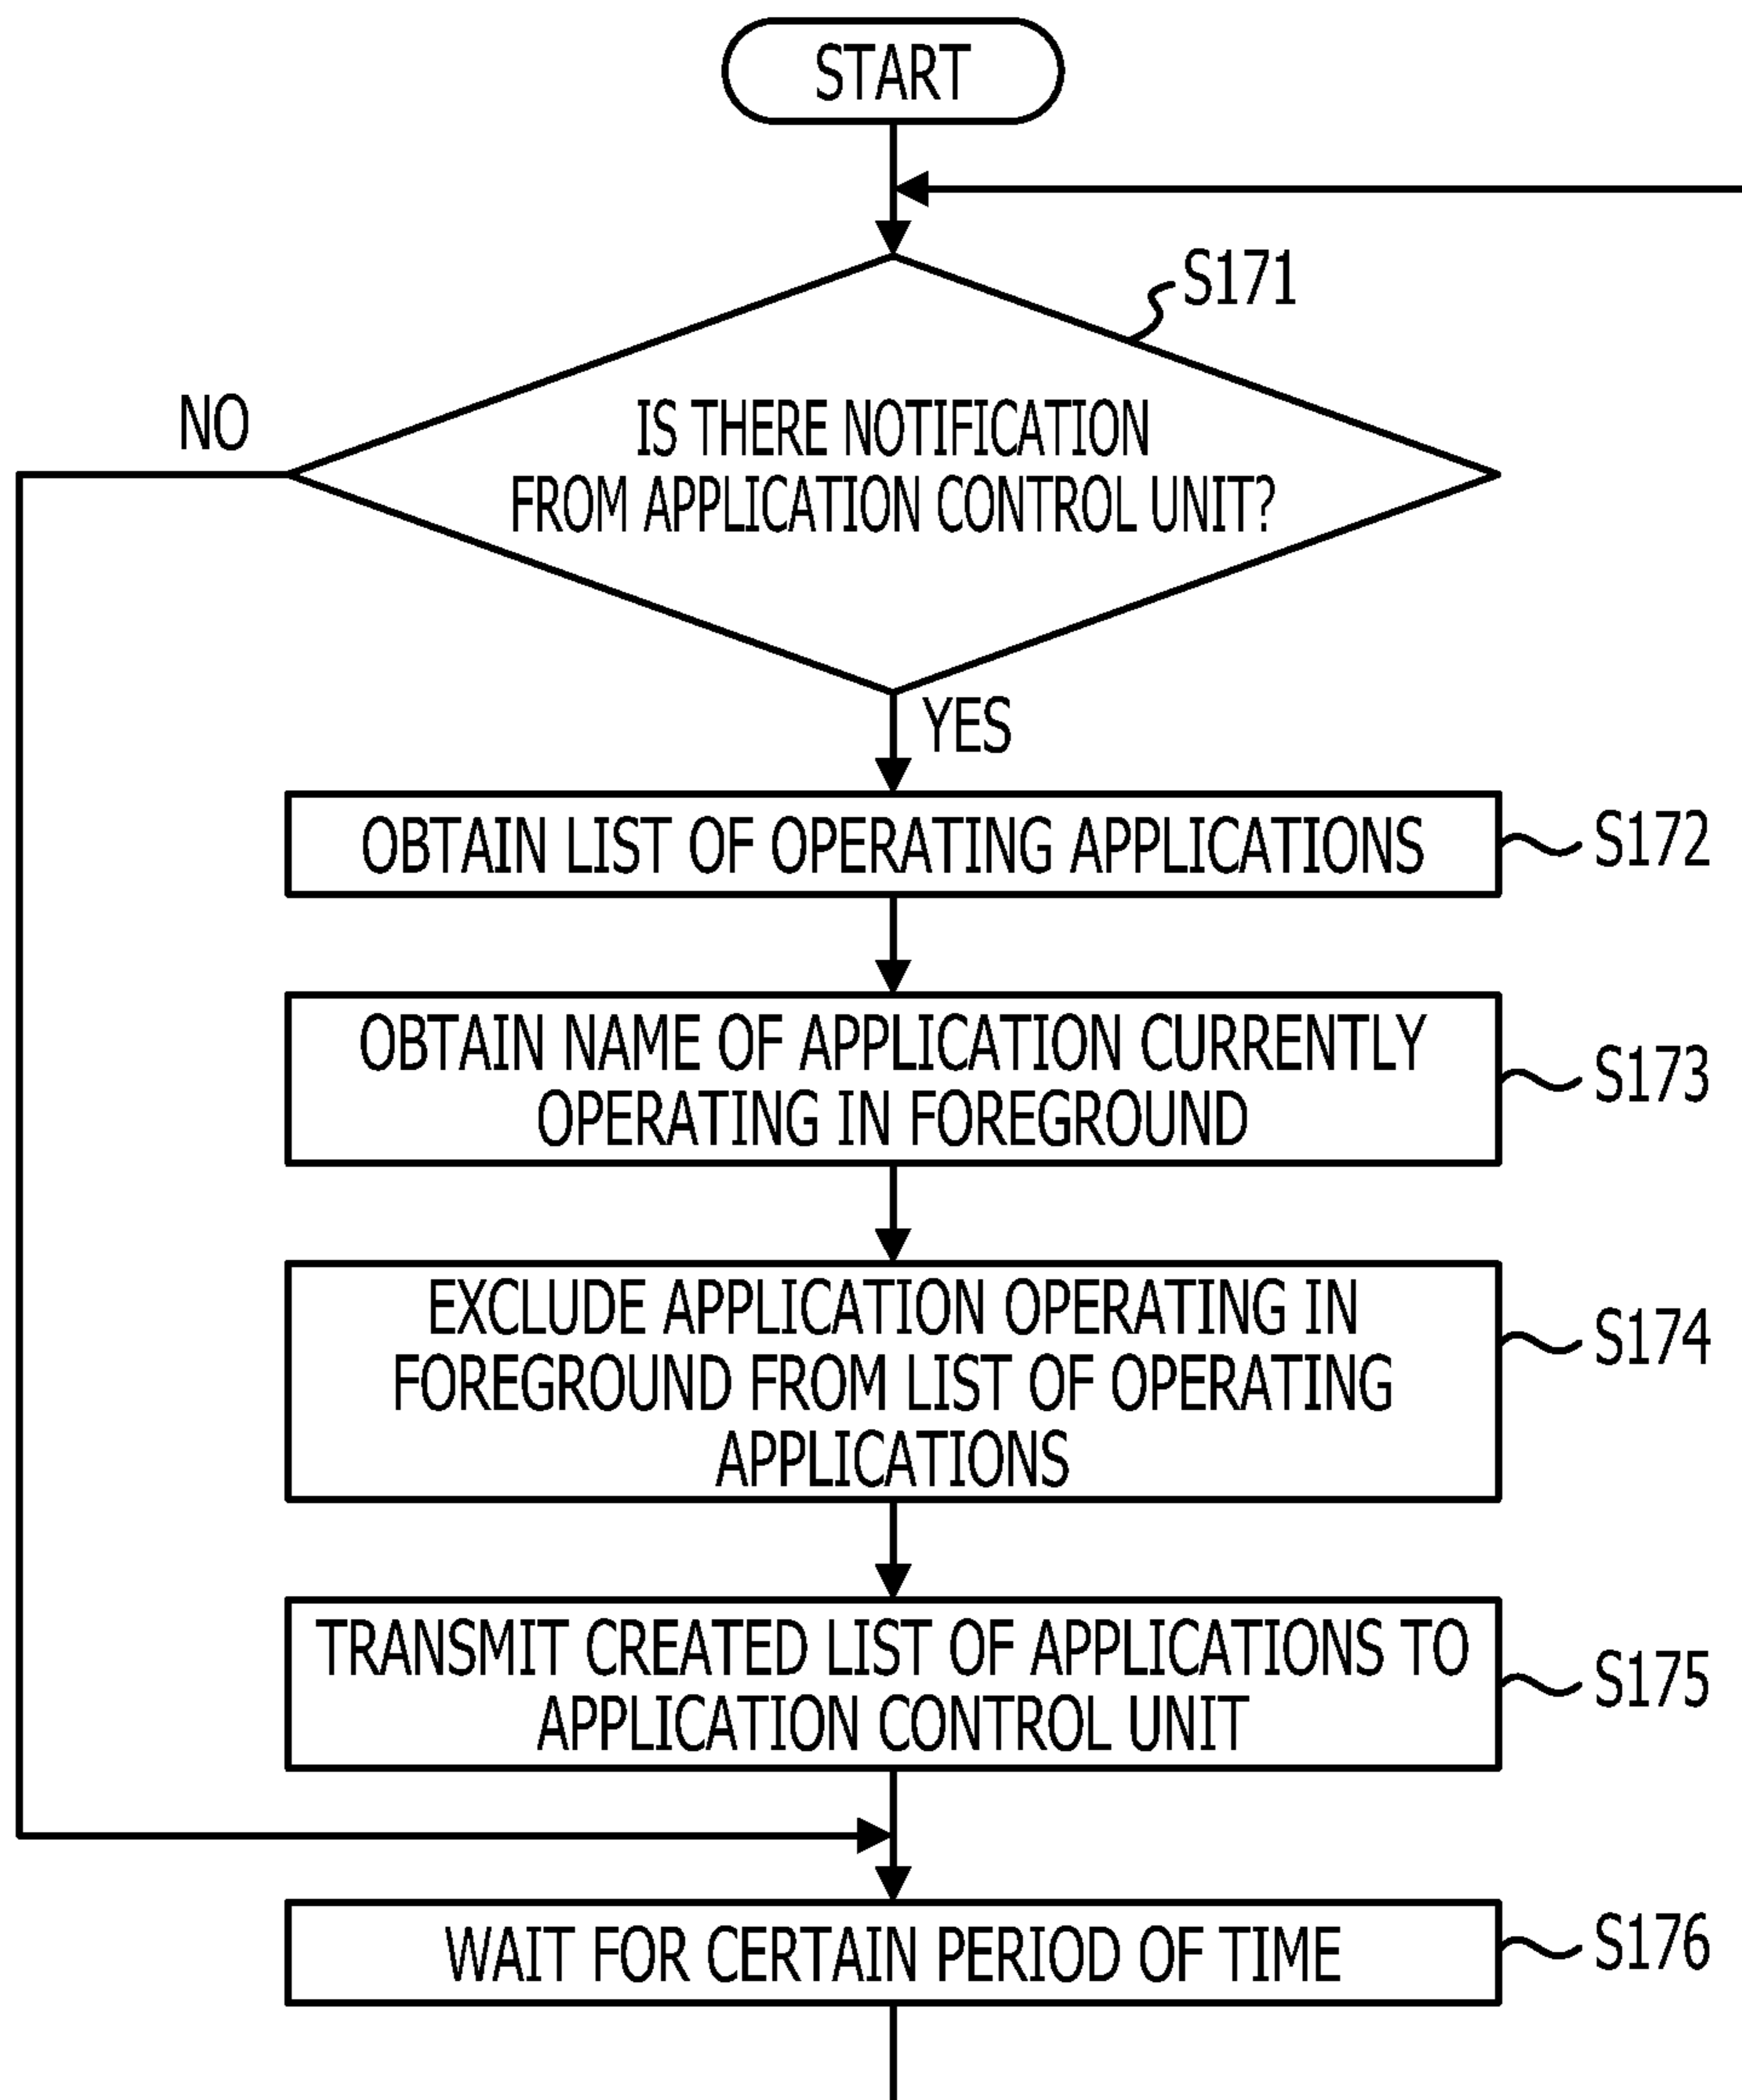 START
S171
NO
IS THERE NOTIFICATION
FROM APPLICATION CONTROL UNIT?
YES
OBTAIN LIST OF OPERATING APPLICATIONS
S172
OBTAIN NAME OF APPLICATION CURRENTLY
OPERATING IN FOREGROUND
S173
EXCLUDE APPLICATION OPERATING IN
FOREGROUND FROM LIST OF OPERATING
APPLICATIONS
S174
TRANSMIT CREATED LIST OF APPLICATIONS TO
APPLICATION CONTROL UNIT
S175
WAIT FOR CERTAIN PERIOD OF TIME
S176